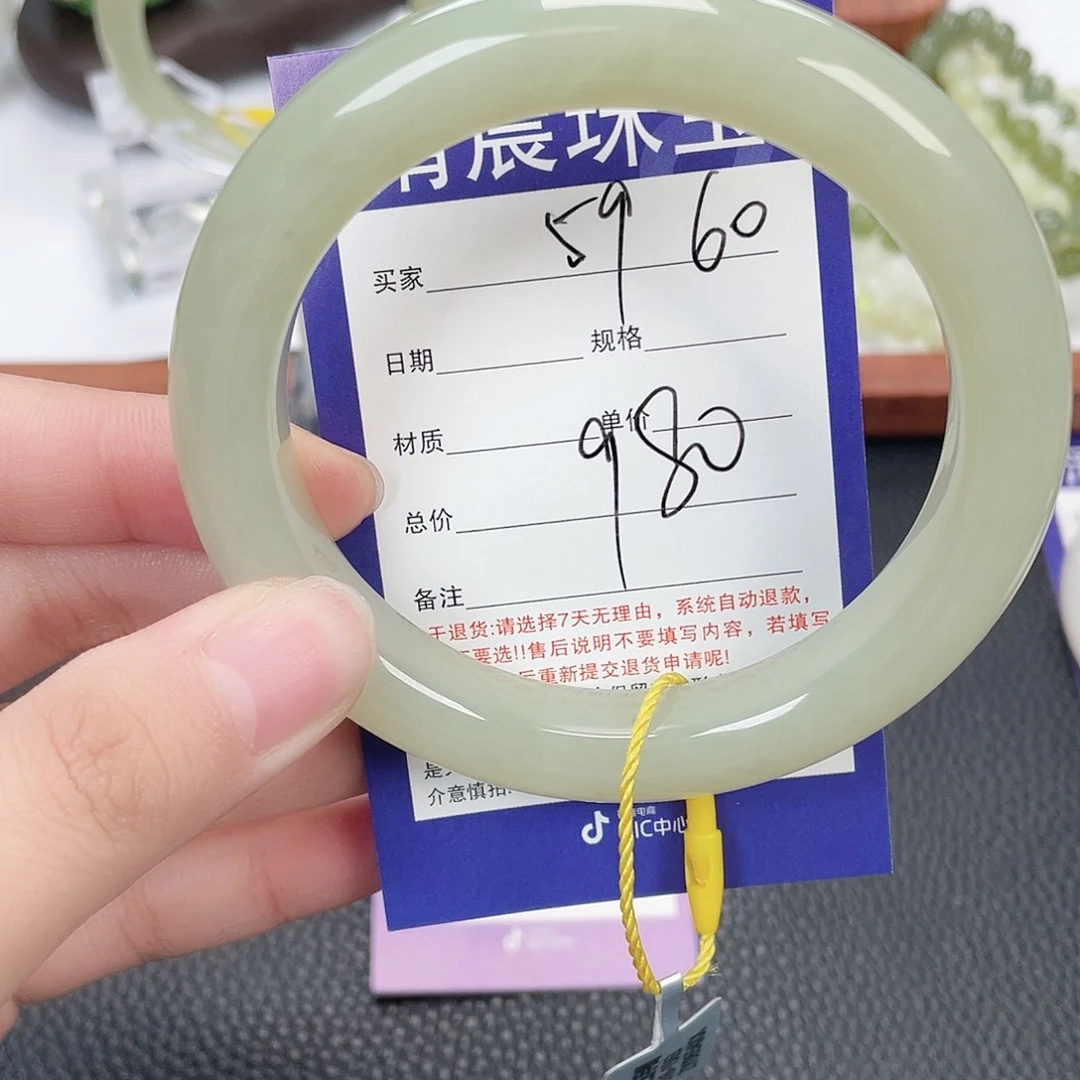 晨珠宝
59 60
买家
日期 规格
材质 单价
980
总价
备注
退货:请选择7天无理由，系统自动退款，
要选!!售后说明不要填写内容，若填写
后重新提交退货申请呢!
介意慎拍
电商
IC中心